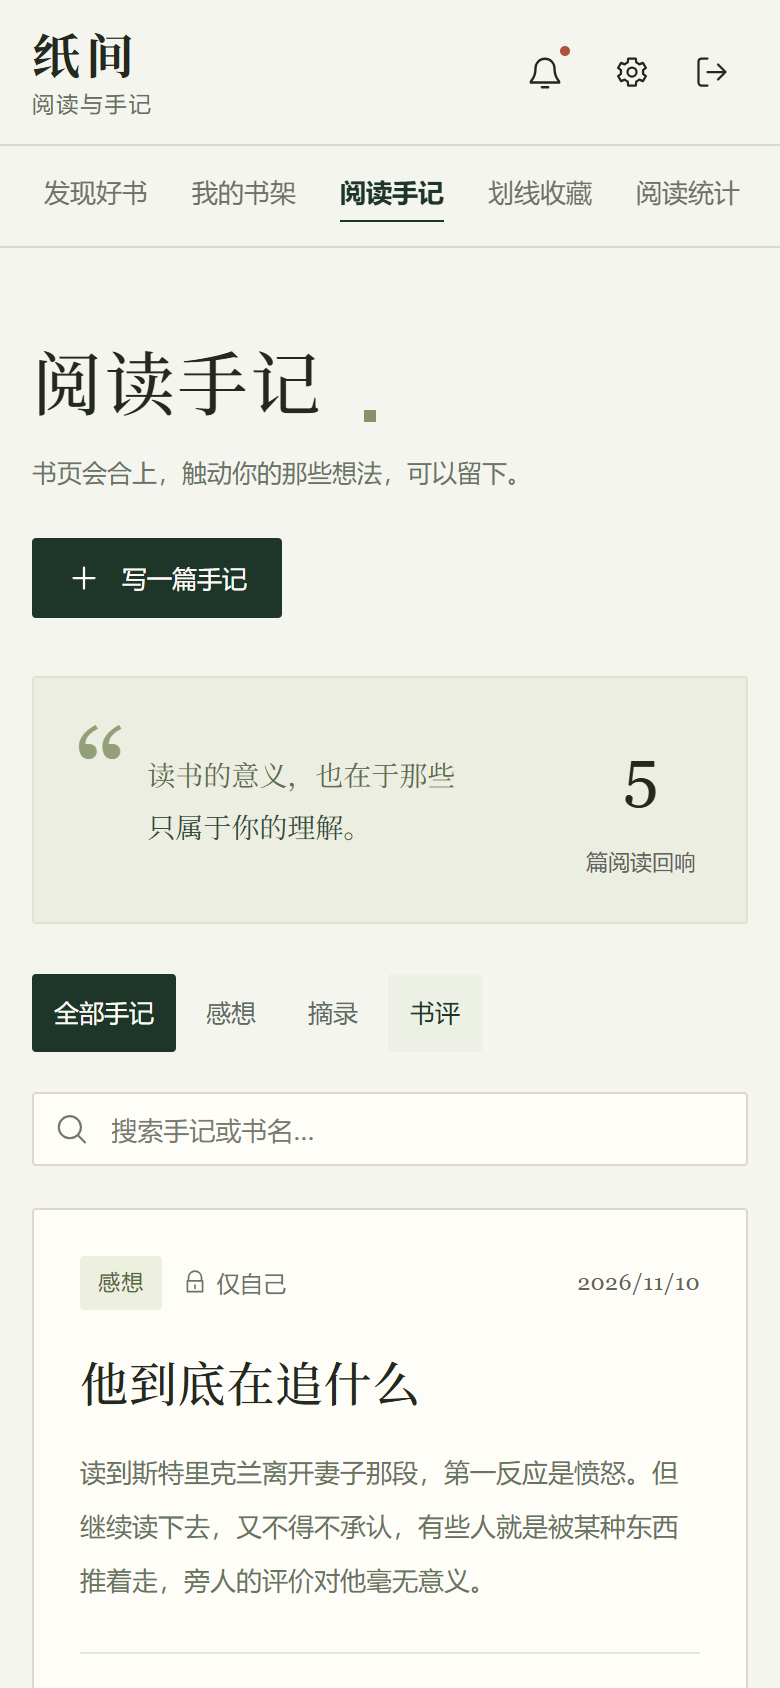 纸间
阅读与手记
发现好书 我的书架 阅读手记 划线收藏 阅读统计
阅读手记
书页会合上，触动你的那些想法，可以留下。
写一篇手记
“
读书的意义，也在于那些
只属于你的理解。
5
篇阅读回响
全部手记 感想 摘录 书评
搜索手记或书名...
感想 仅自己 2026/11/10
他到底在追什么
读到斯特里克兰离开妻子那段，第一反应是愤怒。但
继续读下去，又不得不承认，有些人就是被某种东西
推着走，旁人的评价对他毫无意义。